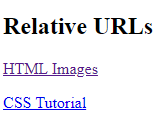 Relative URLs
HTML Images
CSS Tutorial